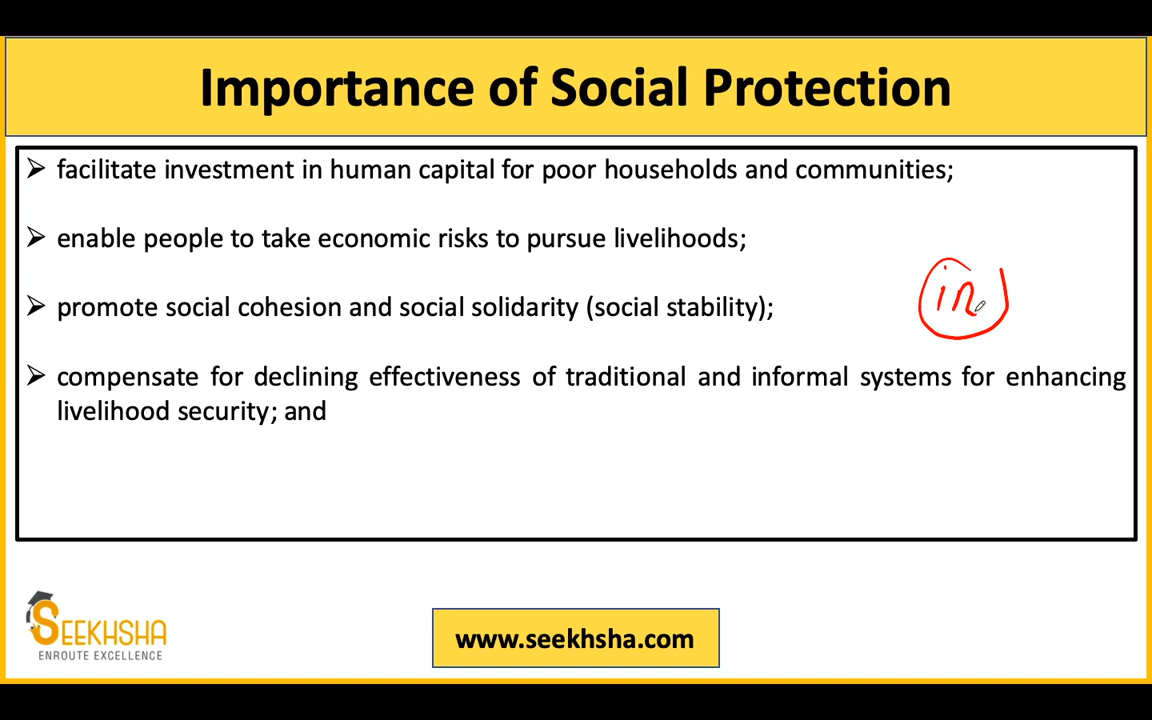 Importance of Social Protection
➢ facilitate investment in human capital for poor households and communities;
➢ enable people to take economic risks to pursue livelihoods;
➢ promote social cohesion and social solidarity (social stability);
in
➢ compensate for declining effectiveness of traditional and informal systems for enhancing
livelihood security; and
SEEKHSHA
ENROUTE EXCELLENCE
www.seekhsha.com